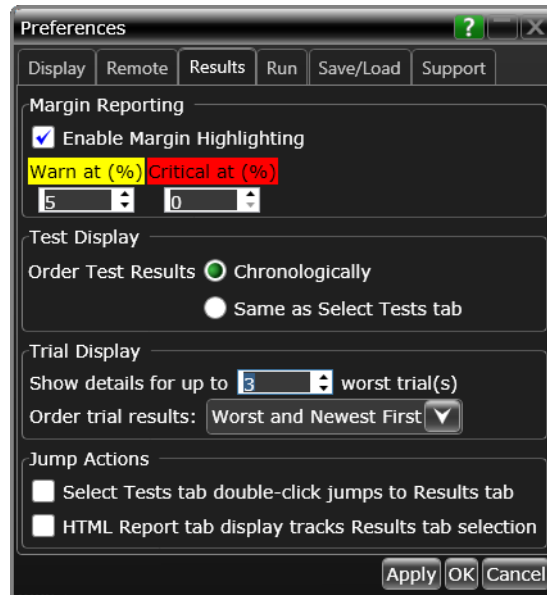 Preferences ?
Display Remote Results Run Save/Load Support
Margin Reporting
Enable Margin Highlighting
Warn at (%) Critical at (%)
5 0
Test Display
Order Test Results Chronologically
Same as Select Tests tab
Trial Display
Show details for up to 3 worst trial(s)
Order trial results: Worst and Newest First
Jump Actions
Select Tests tab double-click jumps to Results tab
HTML Report tab display tracks Results tab selection
Apply OK Cancel